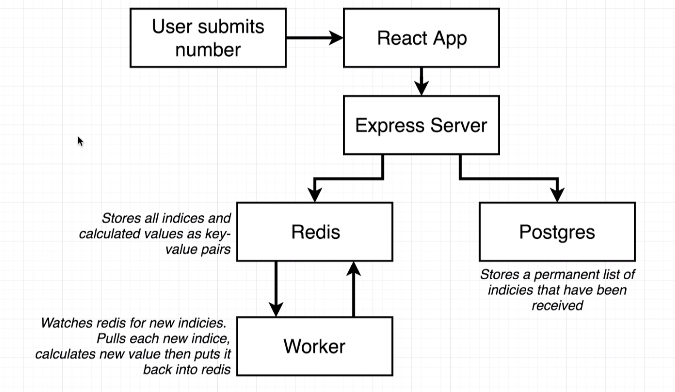 User submits
number
React App
Express Server
Stores all indices and
calculated values as key-
value pairs
Redis
Postgres
Stores a permanent list of
indicies that have been
received
Watches redis for new indicies.
Pulls each new indice,
calculates new value then puts it
back into redis
Worker